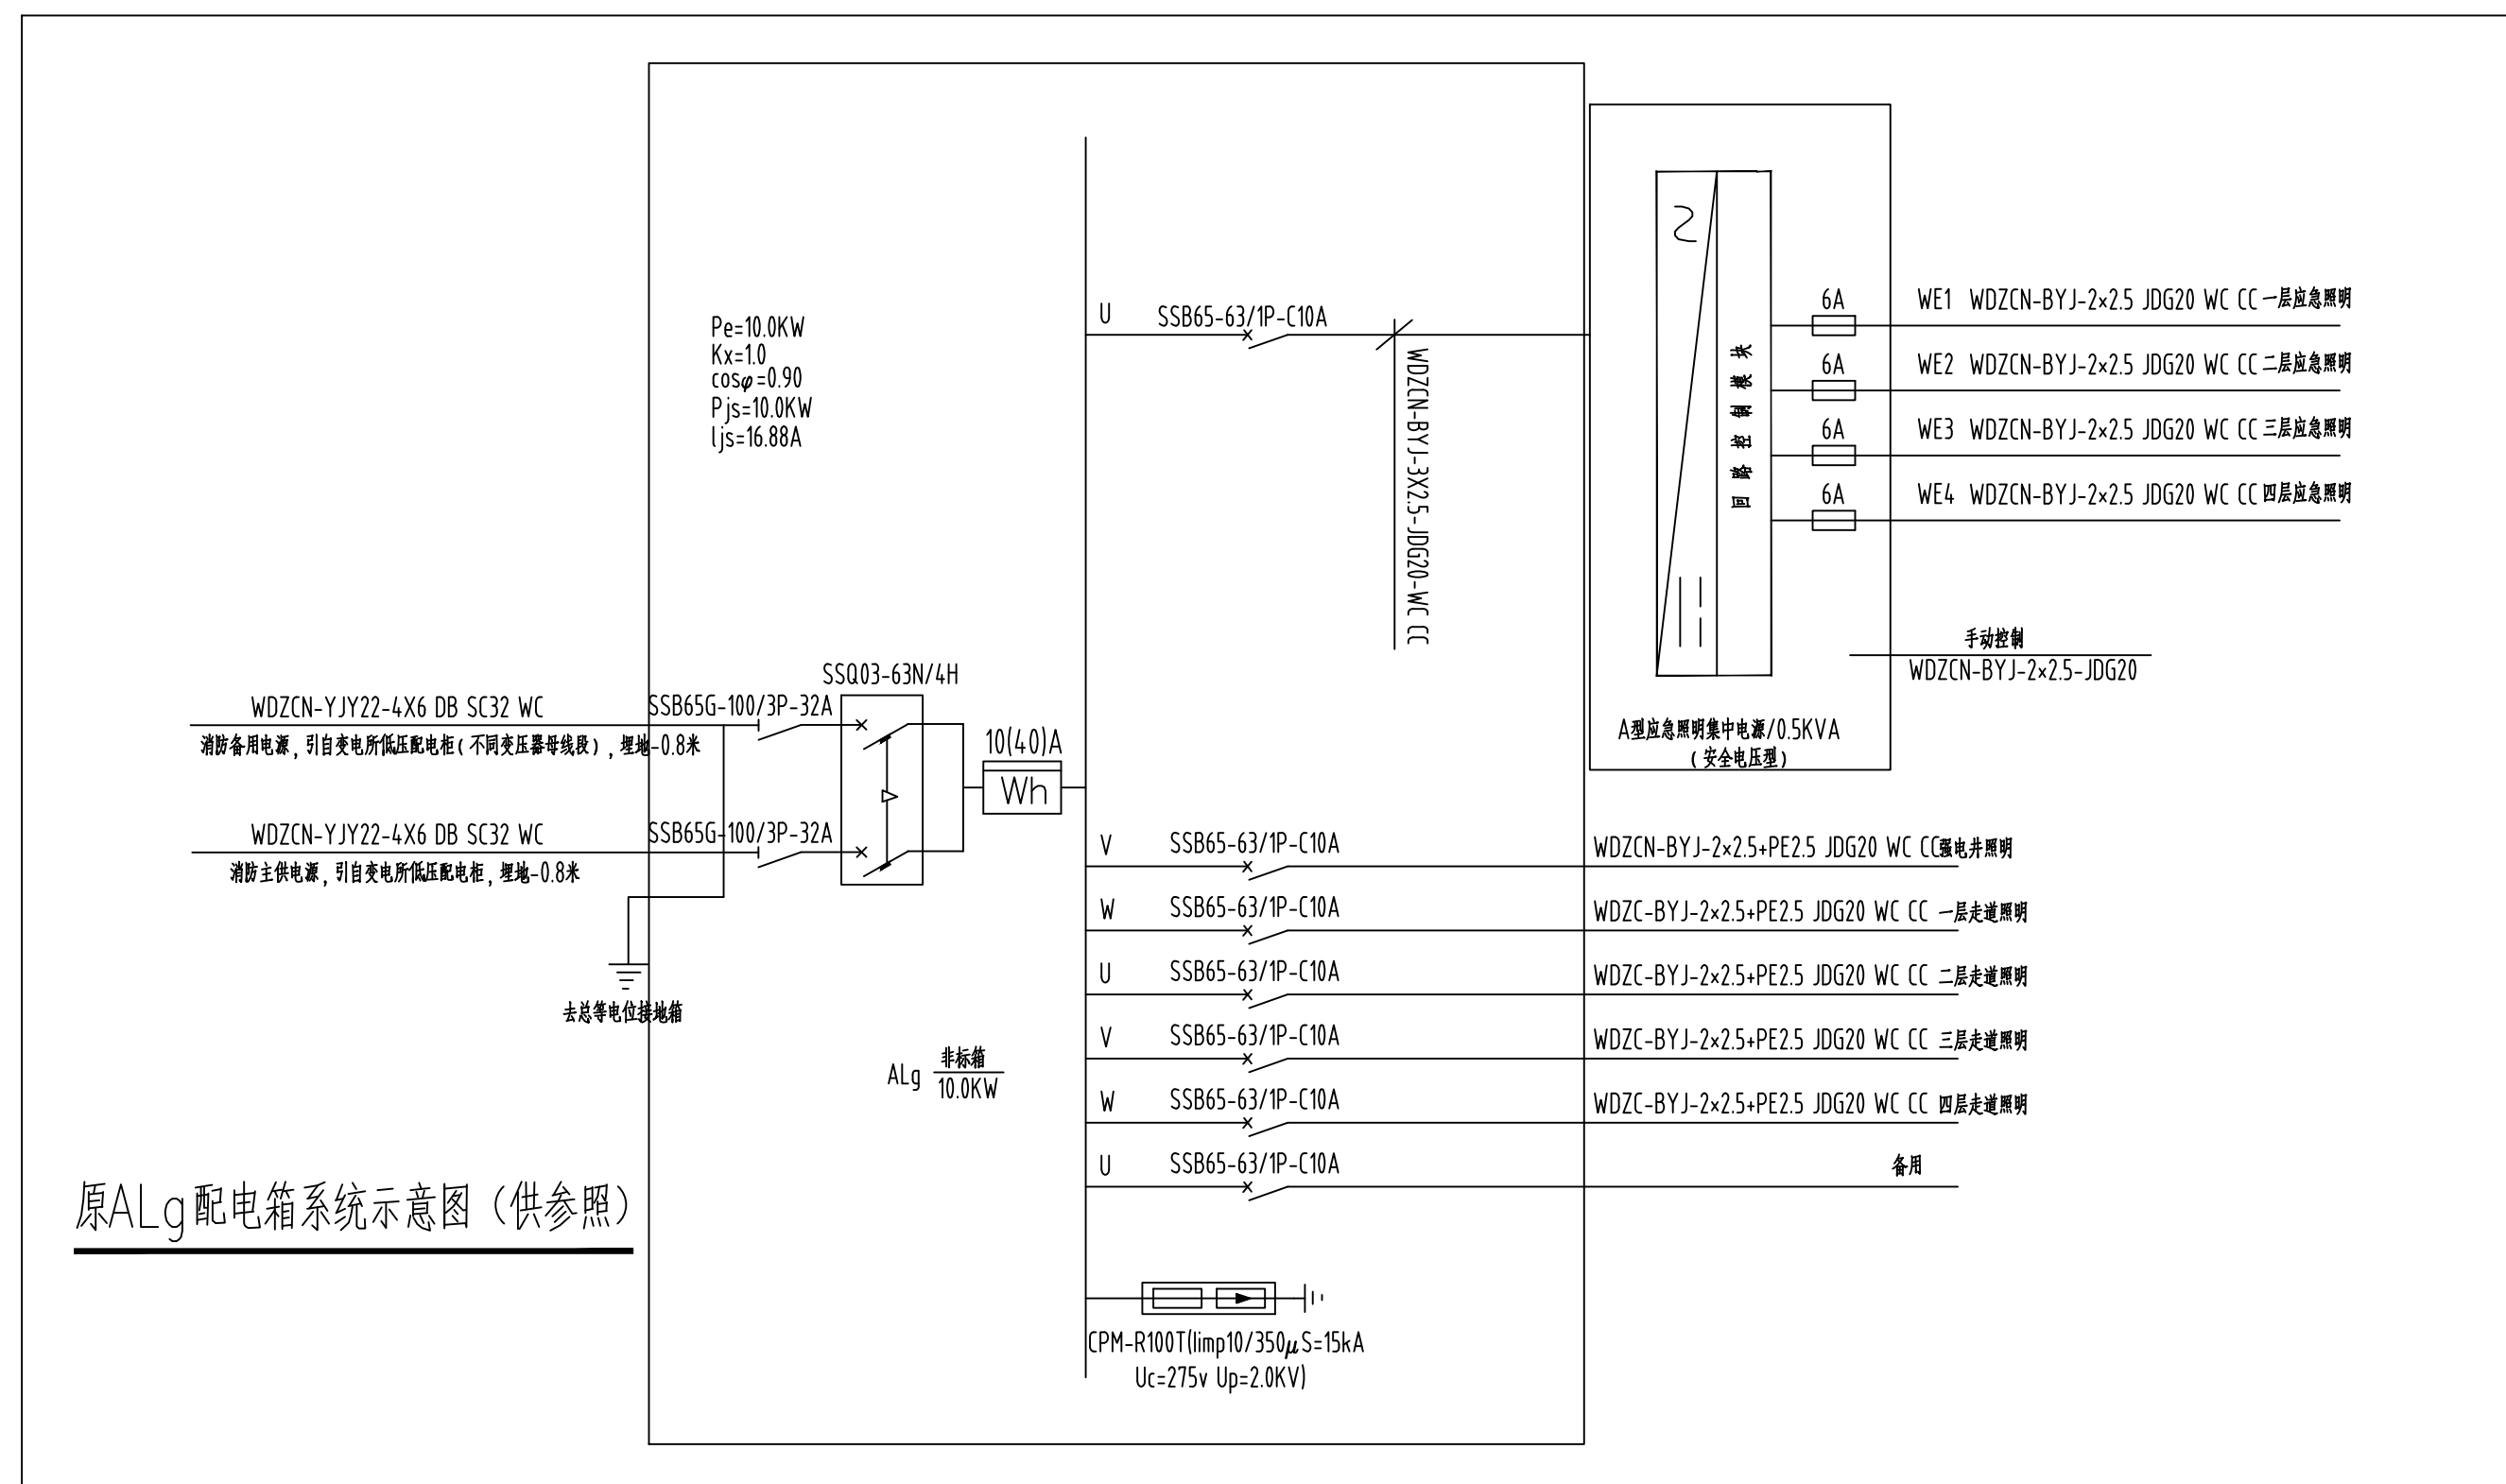 Pe=10.0KW
Kx=1.0
cosφ=0.90
Pjs=10.0KW
Ijs=16.88A
U SSB65-63/1P-C10A
WDZCN-BYJ-3X2.5-JDG20-WC CC
回路控制模块
6A WE1 WDZCN-BYJ-2×2.5 JDG20 WC CC 一层应急照明
6A WE2 WDZCN-BYJ-2×2.5 JDG20 WC CC 二层应急照明
6A WE3 WDZCN-BYJ-2×2.5 JDG20 WC CC 三层应急照明
6A WE4 WDZCN-BYJ-2×2.5 JDG20 WC CC 四层应急照明
手动控制
WDZCN-BYJ-2×2.5-JDG20
A型应急照明集中电源/0.5KVA
(安全电压型)
SSQ03-63N/4H
WDZCN-YJY22-4X6 DB SC32 WC SSB65G-100/3P-32A
消防备用电源,引自变电所低压配电柜(不同变压器母线段),埋地-0.8米
10(40)A
Wh
WDZCN-YJY22-4X6 DB SC32 WC SSB65G-100/3P-32A
消防主供电源,引自变电所低压配电柜,埋地-0.8米
去总等电位接地箱
V SSB65-63/1P-C10A WDZCN-BYJ-2×2.5+PE2.5 JDG20 WC CC强电井照明
W SSB65-63/1P-C10A WDZC-BYJ-2×2.5+PE2.5 JDG20 WC CC 一层走道照明
U SSB65-63/1P-C10A WDZC-BYJ-2×2.5+PE2.5 JDG20 WC CC 二层走道照明
V SSB65-63/1P-C10A WDZC-BYJ-2×2.5+PE2.5 JDG20 WC CC 三层走道照明
W SSB65-63/1P-C10A WDZC-BYJ-2×2.5+PE2.5 JDG20 WC CC 四层走道照明
U SSB65-63/1P-C10A 备用
ALg 非标箱
10.0KW
原ALg配电箱系统示意图(供参照)
CPM-R100T(Iimp10/350μS=15kA
Uc=275v Up=2.0KV)